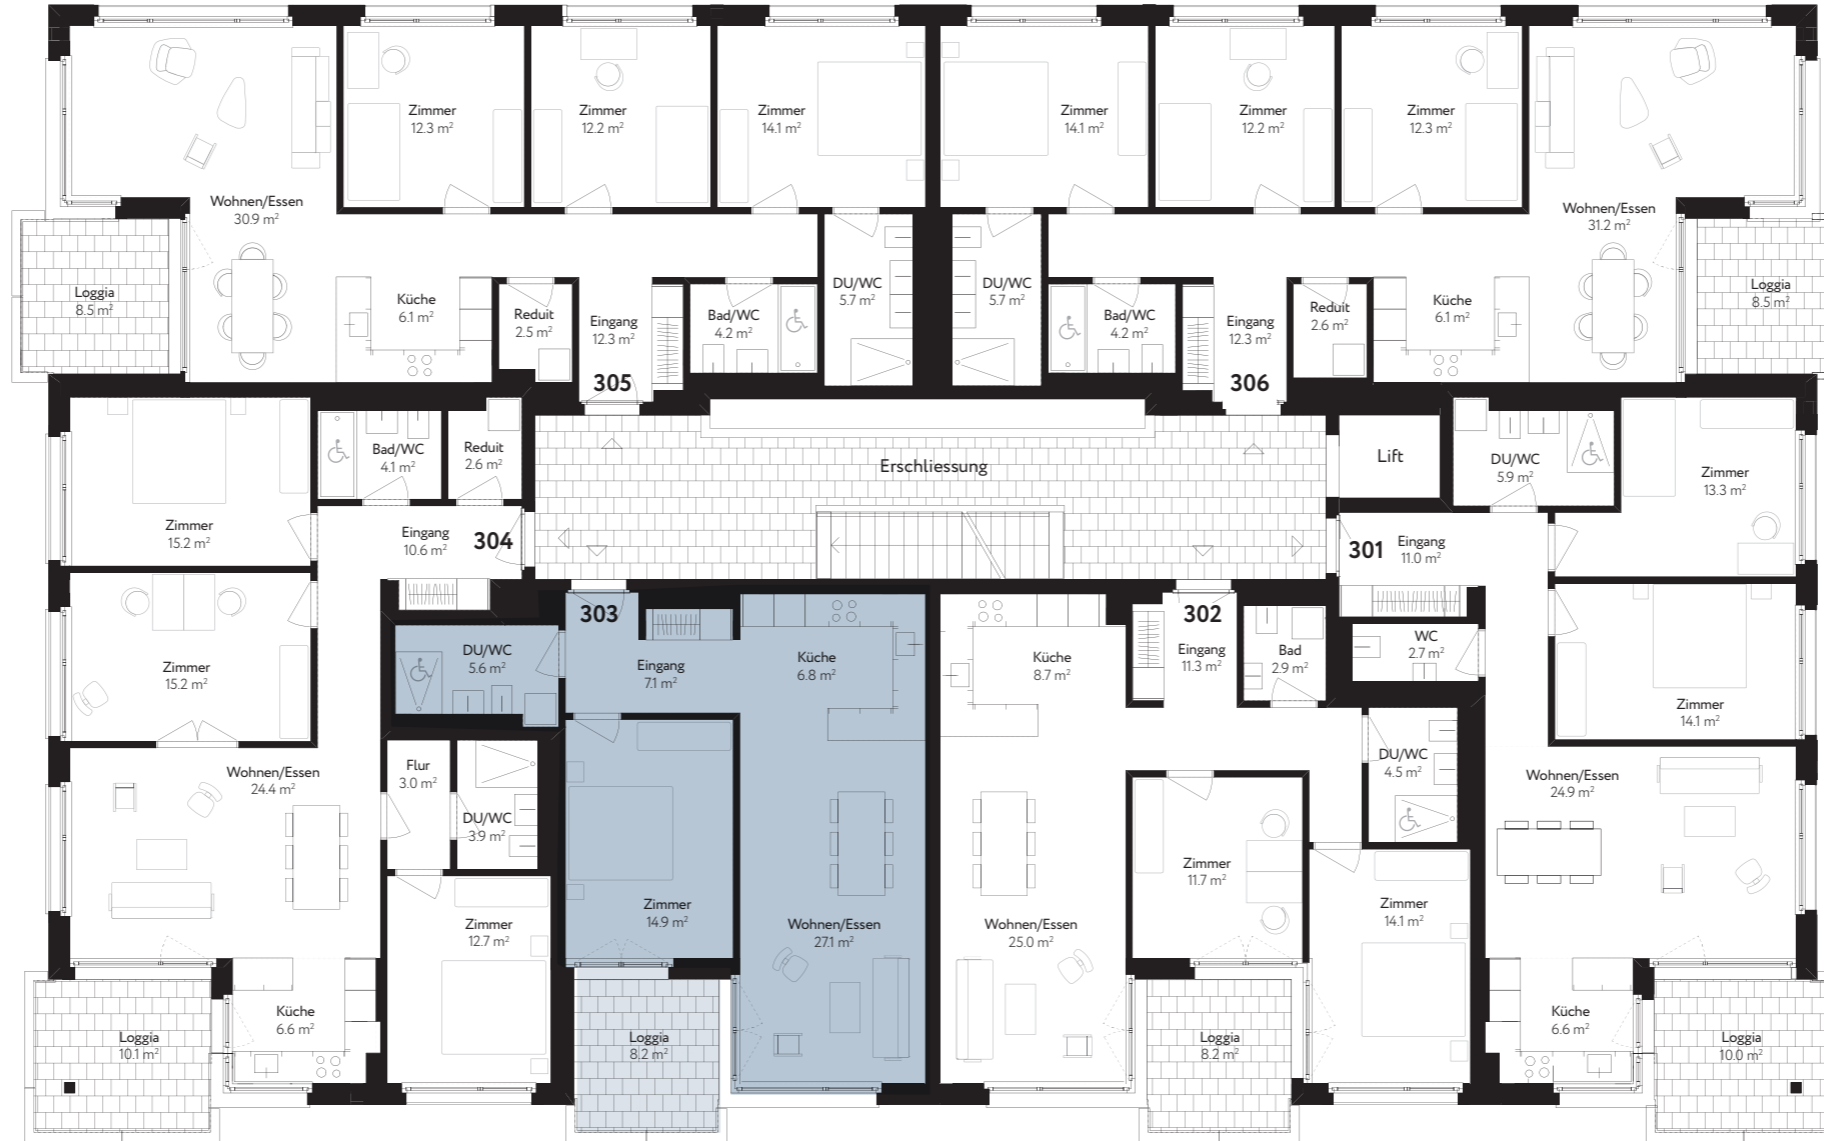 Zimmer
12.3 m²
Zimmer
12.2 m²
Zimmer
14.1 m²
Zimmer
14.1 m²
Zimmer
12.2 m²
Zimmer
12.3 m²
Wohnen/Essen
30.9 m²
Wohnen/Essen
31.2 m²
Loggia
8.5 m²
Küche
6.1 m²
Reduit
2.5 m²
Eingang
12.3 m²
305
Bad/WC
4.2 m²
DU/WC
5.7 m²
DU/WC
5.7 m²
Bad/WC
4.2 m²
Eingang
12.3 m²
306
Reduit
2.6 m²
Küche
6.1 m²
Loggia
8.5 m²
Zimmer
15.2 m²
Bad/WC
4.1 m²
Reduit
2.6 m²
Eingang
10.6 m²
304
Erschliessung
Lift
DU/WC
5.9 m²
Zimmer
13.3 m²
301
Eingang
11.0 m²
Zimmer
15.2 m²
303
DU/WC
5.6 m²
Eingang
7.1 m²
Küche
6.8 m²
Küche
8.7 m²
302
Eingang
11.3 m²
Bad
2.9 m²
WC
2.7 m²
Zimmer
14.1 m²
Wohnen/Essen
24.4 m²
Flur
3.0 m²
DU/WC
3.9 m²
DU/WC
4.5 m²
Wohnen/Essen
24.9 m²
Zimmer
12.7 m²
Zimmer
14.9 m²
Wohnen/Essen
27.1 m²
Wohnen/Essen
25.0 m²
Zimmer
11.7 m²
Zimmer
14.1 m²
Loggia
10.1 m²
Küche
6.6 m²
Loggia
8.2 m²
Loggia
8.2 m²
Küche
6.6 m²
Loggia
10.0 m²